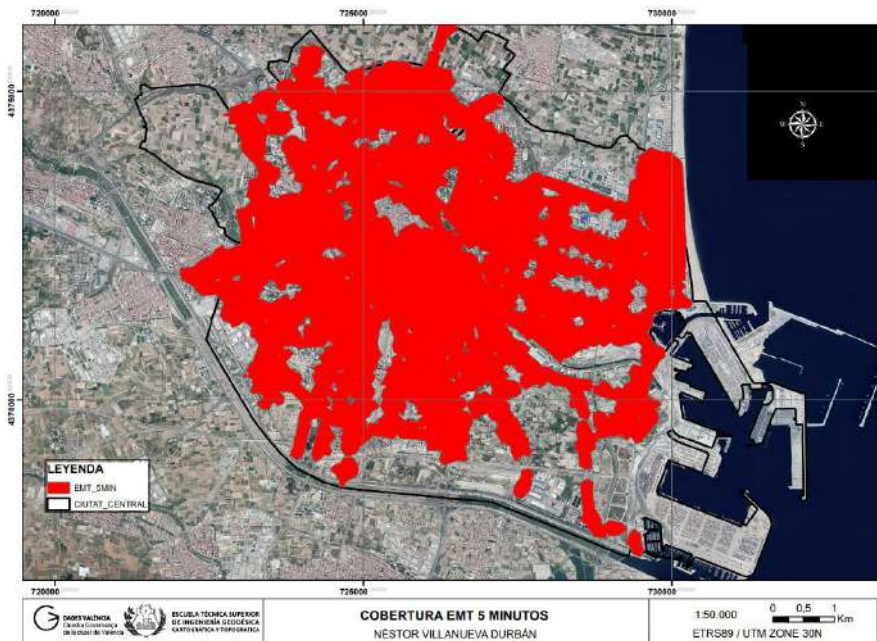 720000
725000
730000
N
W
E
S
LEYENDA
EMT_5MIN
CIUTAT_CENTRAL
720000
725000
730000
DADES VALÈNCIA
ESCUELA TÉCNICA SUPERIOR
DE INGENIERÍA GEODÉSICA
CARTOGRÁFICA Y TOPOGRÁFICA
COBERTURA EMT 5 MINUTOS
NÉSTOR VILLANUEVA DURBÁN
1:50.000
0 0,5 1
Km
ETRS89 / UTM ZONE 30N